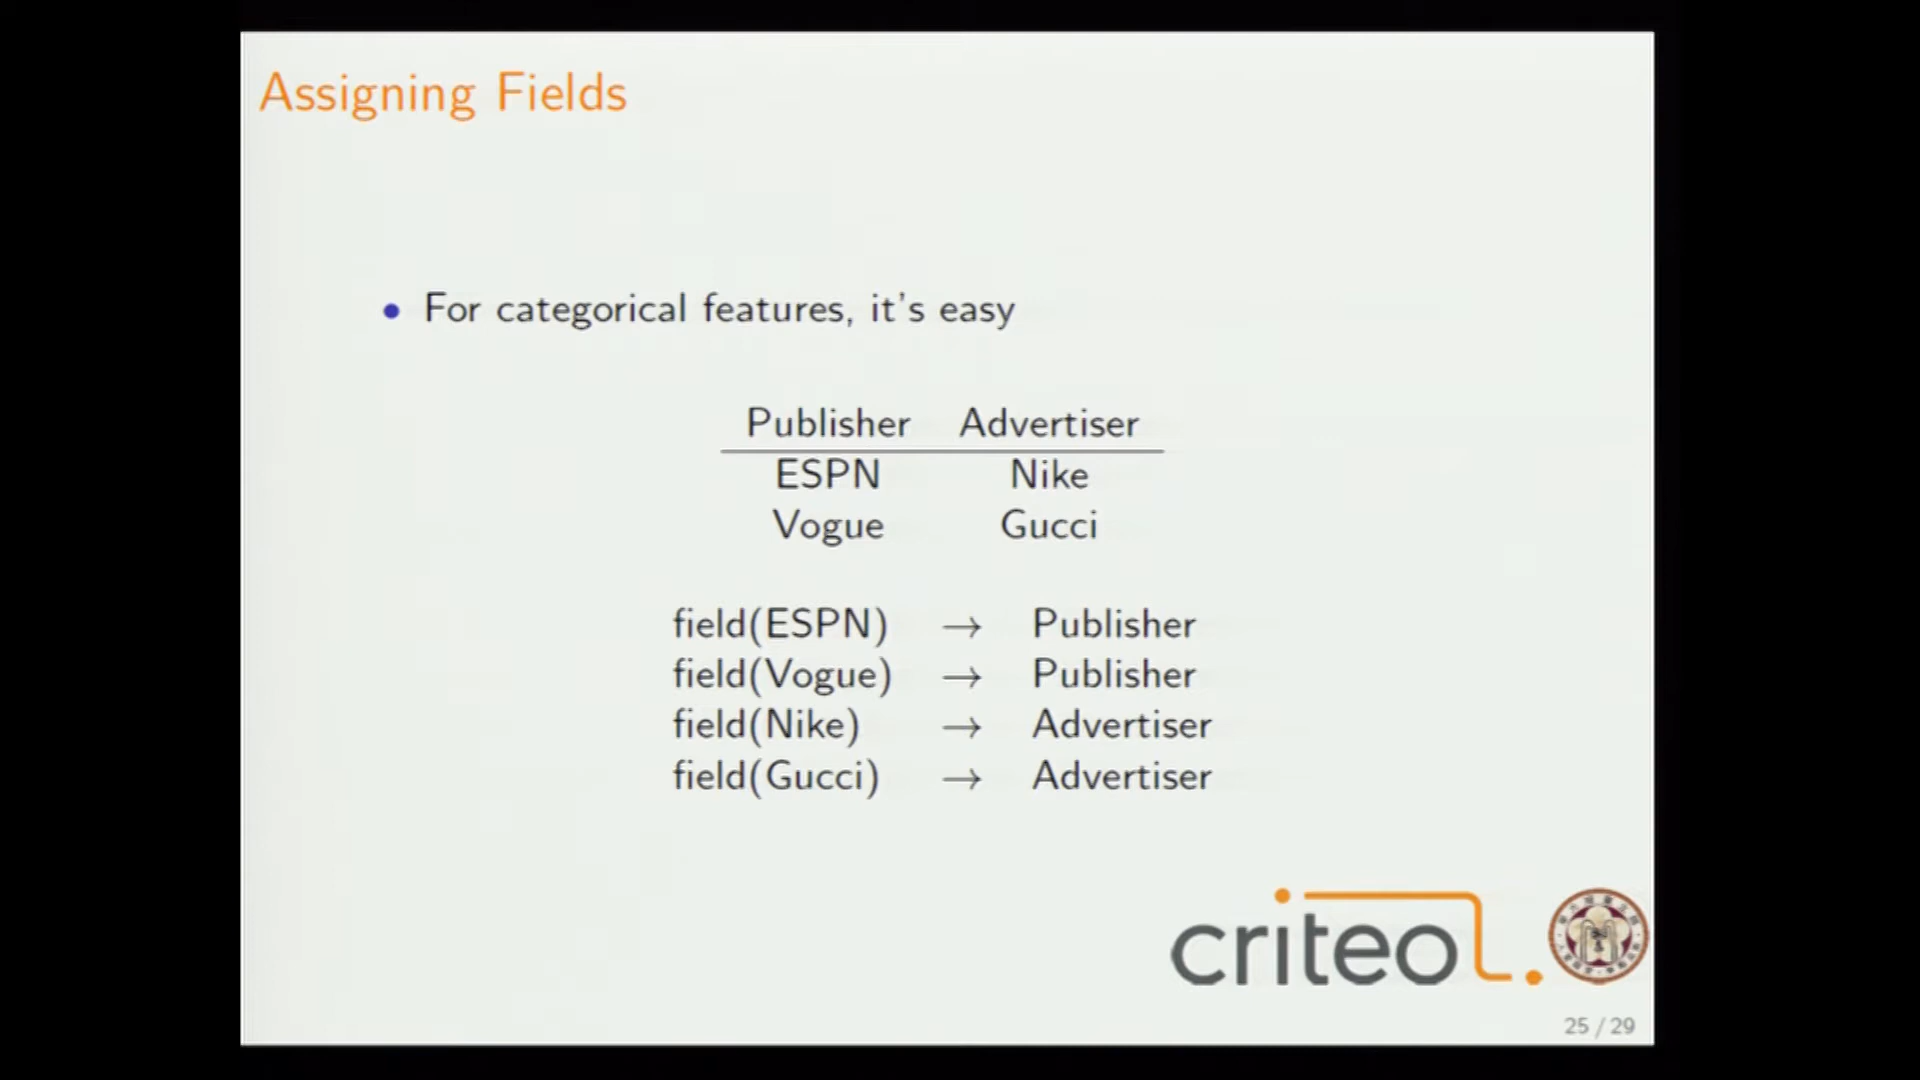 Assigning Fields
• For categorical features, it's easy
Publisher Advertiser
ESPN Nike
Vogue Gucci
field(ESPN) → Publisher
field(Vogue) → Publisher
field(Nike) → Advertiser
field(Gucci) → Advertiser
criteo
25 / 29